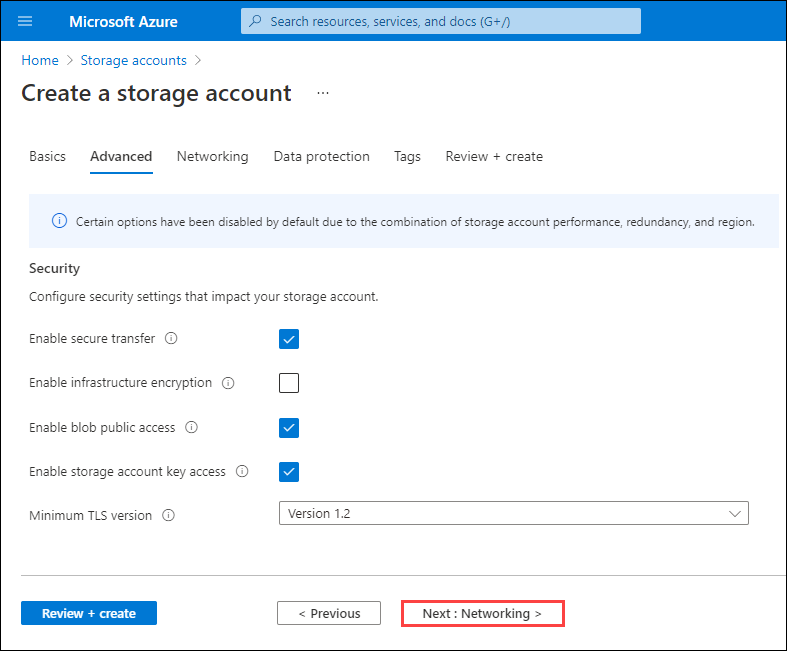 Microsoft Azure
Search resources, services, and docs (G+/)
Home > Storage accounts >
Create a storage account ...
Basics Advanced Networking Data protection Tags Review + create
Certain options have been disabled by default due to the combination of storage account performance, redundancy, and region.
Security
Configure security settings that impact your storage account.
Enable secure transfer
Enable infrastructure encryption
Enable blob public access
Enable storage account key access
Minimum TLS version Version 1.2
Review + create < Previous Next : Networking >